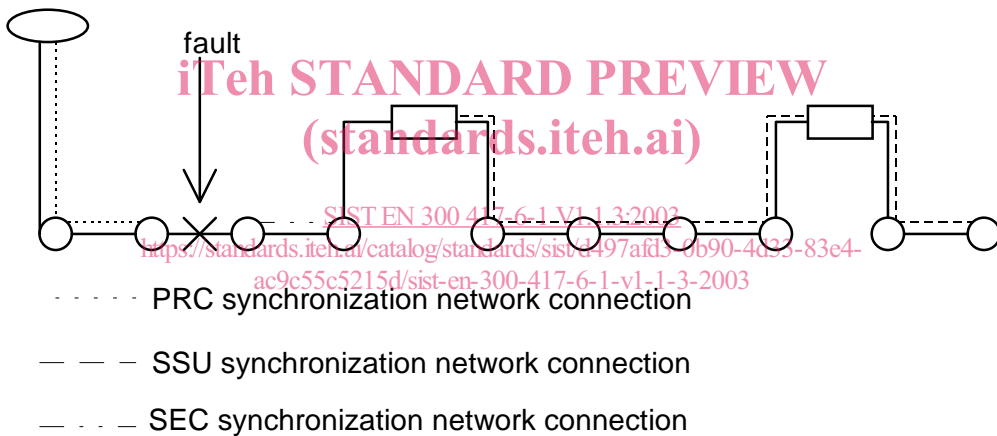 fault
iTeh STANDARD PREVIEW
(standards.iteh.ai)
SIST EN 300 417-6-1 V1.1.3:2003
https://standards.iteh.ai/catalog/standards/sist/d497afd3-6b90-4d33-83e4-
ac9c55c5215d/sist-en-300-417-6-1-v1-1-3-2003
PRC synchronization network connection
SSU synchronization network connection
SEC synchronization network connection